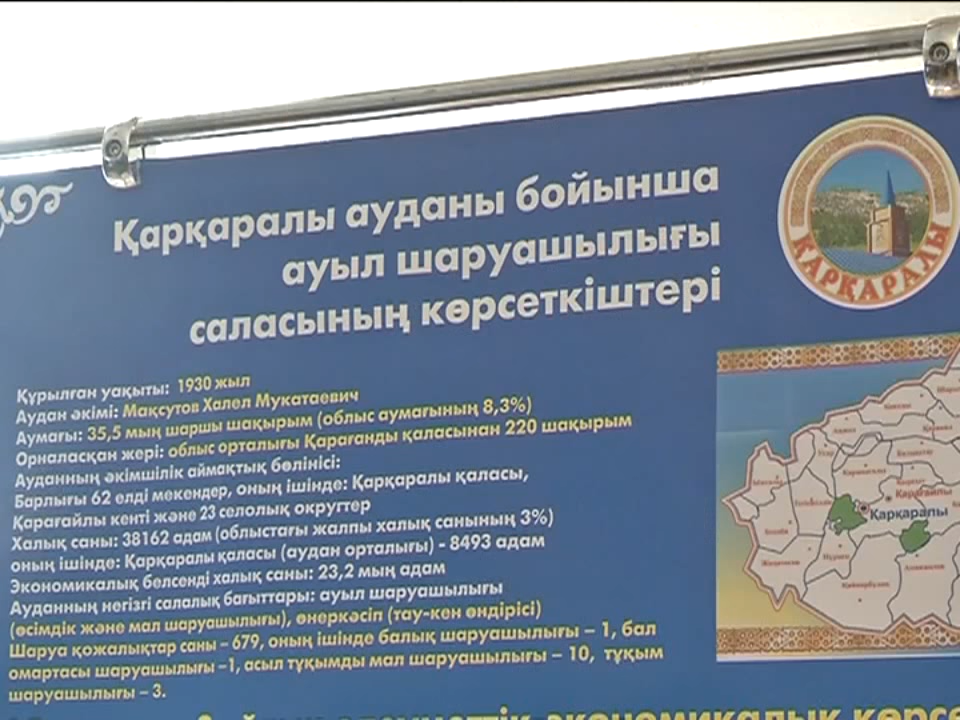 Қарқаралы ауданы бойынша
ауыл шаруашылығы
саласының көрсеткіштері
ҚАРҚАРАЛЫ
Құрылған уақыты: 1930 жыл
Аудан әкімі: Мақсутов Халел Мукатаевич
Аумағы: 35,5 мың шаршы шақырым (облыс аумағының 8,3%)
Орналасқан жері: облыс орталығы Қарағанды қаласынан 220 шақырым
Ауданның әкімшілік аймақтық бөлінісі:
Барлығы 62 елді мекендер, оның ішінде: Қарқаралы қаласы,
Қарағайлы кенті және 23 селолық округтер
Халық саны: 38162 адам (облыстағы жалпы халық санының 3%)
оның ішінде: Қарқаралы қаласы (аудан орталығы) - 8493 адам
Экономикалық белсенді халық саны: 23,2 мың адам
Ауданның негізгі салалық бағыттары: ауыл шаруашылығы
(өсімдік және мал шаруашылығы), өнеркәсіп (тау-кен өндірісі)
Шаруа қожалықтар саны – 679, оның ішінде балық шаруашылығы – 1, бал
омартасы шаруашылығы –1, асыл тұқымды мал шаруашылығы – 10, тұқым
шаруашылығы – 3.
Қарағайлы
Қарқаралы